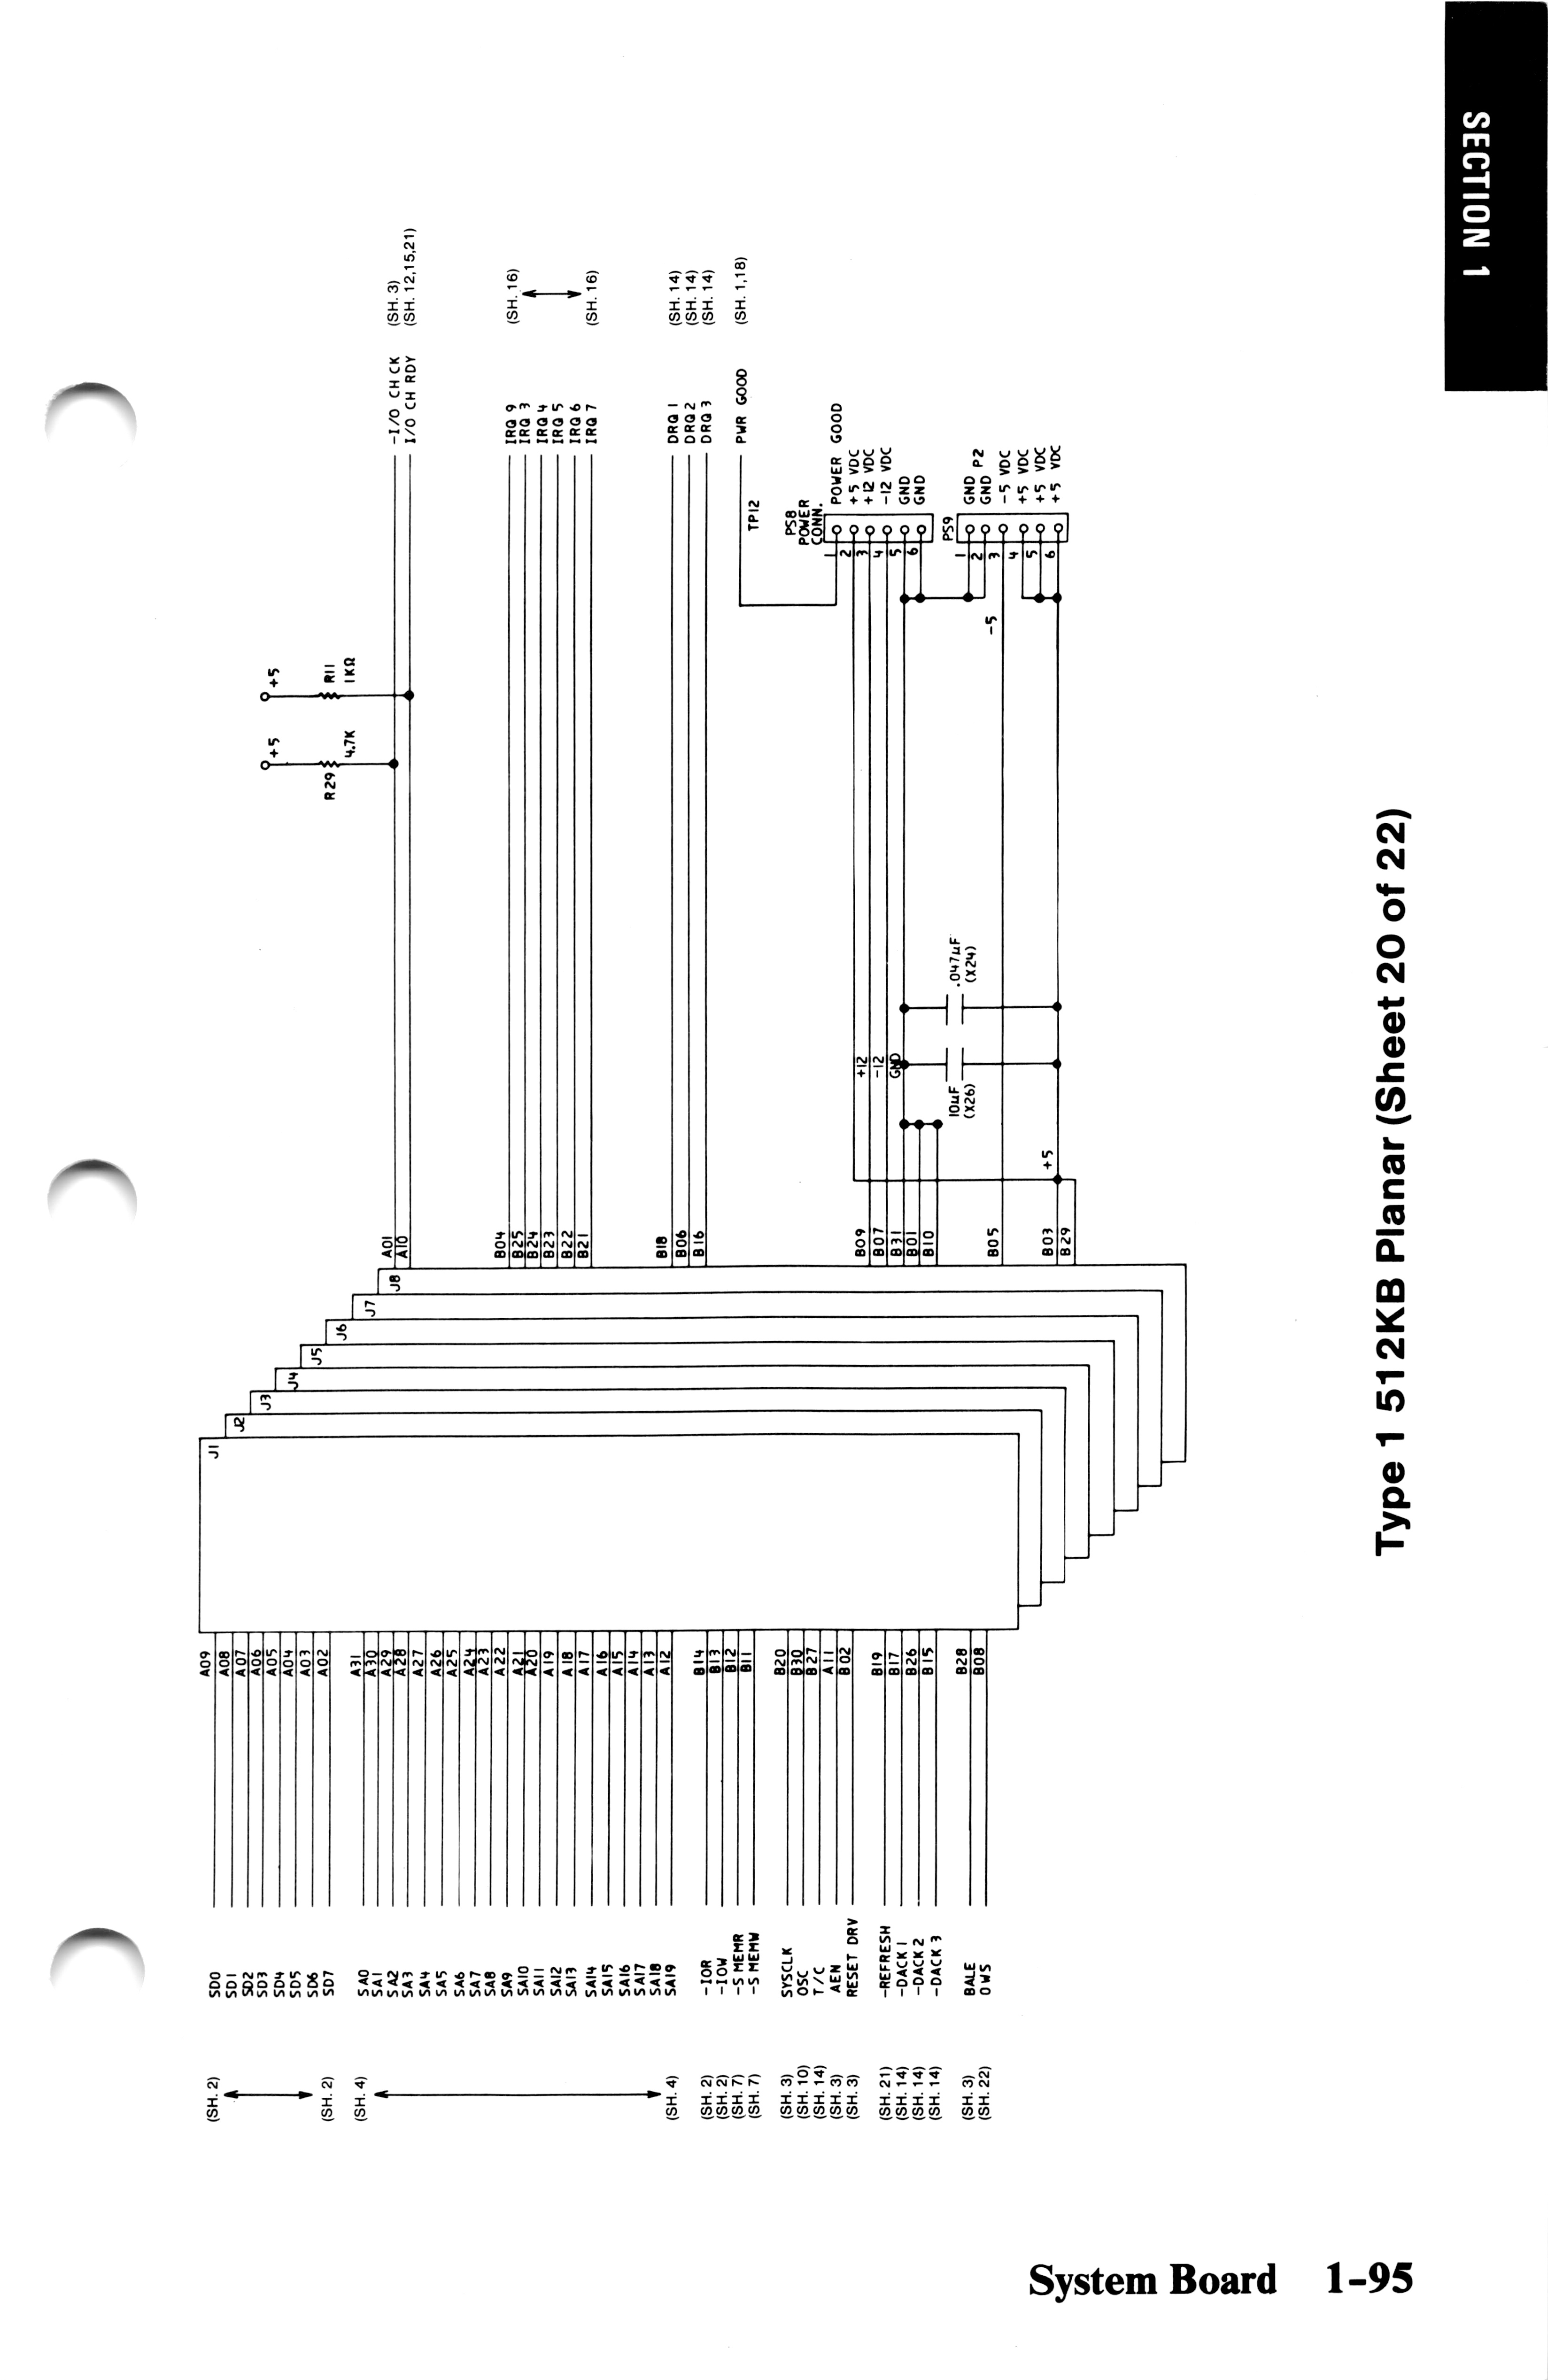 SECTION 1
(SH. 2)
(SH. 2)
SD0 A09
SD1 A08
SD2 A07
SD3 A06
SD4 A05
SD5 A04
SD6 A03
SD7 A02
(SH. 4)
(SH. 4)
SA0 A31
SA1 A30
SA2 A29
SA3 A28
SA4 A27
SA5 A26
SA6 A25
SA7 A24
SA8 A23
SA9 A22
SA10 A21
SA11 A20
SA12 A19
SA13 A18
SA14 A17
SA15 A16
SA16 A15
SA17 A14
SA18 A13
SA19 A12
(SH. 2) -IOR B14
(SH. 2) -IOW B13
(SH. 7) -S MEMR B12
(SH. 7) -S MEMW B11
(SH. 3) SYSCLK B20
(SH. 10) OSC B30
(SH. 14) T/C B27
(SH. 3) AEN A11
(SH. 3) RESET DRV B02
(SH. 21) -REFRESH B19
(SH. 14) -DACK 1 B17
(SH. 14) -DACK 2 B26
(SH. 14) -DACK 3 B15
(SH. 3) BALE B28
(SH. 22) 0WS B08
J1
J2
J3
J4
J5
J6
J7
J8
+5
+5
R29
4.7K
R11
1KΩ
A01 -I/O CH CK (SH. 3)
A10 I/O CH RDY (SH. 12,15,21)
B04 IRQ 9 (SH. 16)
B25 IRQ 3
B24 IRQ 4
B23 IRQ 5
B22 IRQ 6
B21 IRQ 7 (SH. 16)
B18 DRQ 1 (SH. 14)
B06 DRQ 2 (SH. 14)
B16 DRQ 3 (SH. 14)
PWR GOOD (SH. 1,18)
TP12
PS8
POWER
CONN.
1 POWER GOOD
2 +5 VDC
3 +12 VDC
4 -12 VDC
5 GND
6 GND
B09 +12
B07 -12
B31 GND
B01
B10
10µF
(X26)
.047µF
(X24)
PS9
1 GND
2 GND P2
3 -5 VDC
4 +5 VDC
5 +5 VDC
6 +5 VDC
B05 -5
B03 +5
B29
Type 1 512KB Planar (Sheet 20 of 22)
System Board 1-95